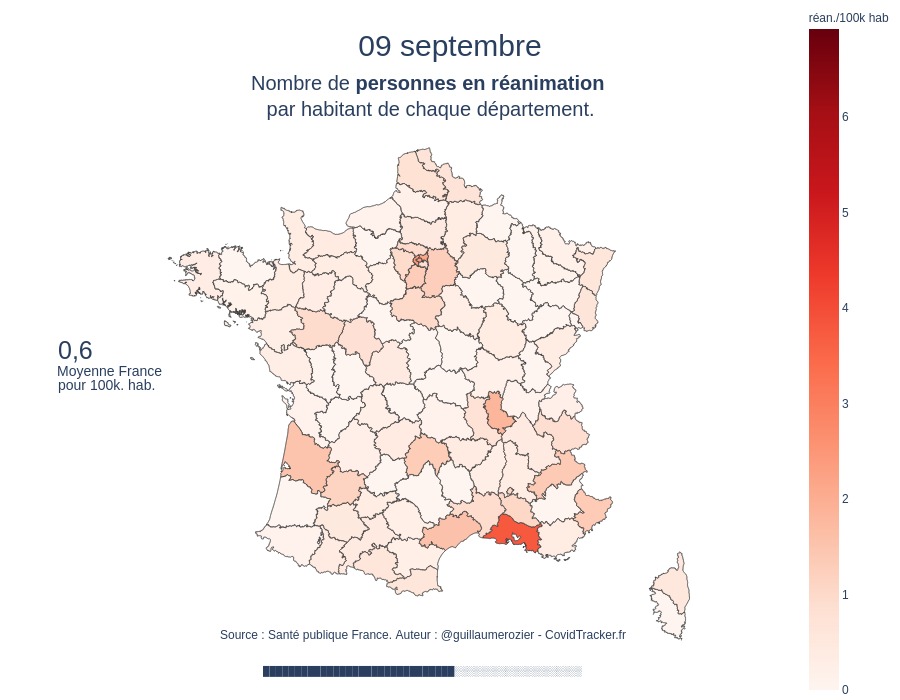 réan./100k hab
09 septembre
Nombre de personnes en réanimation
par habitant de chaque département.
6
5
4
3
2
1
0
0,6
Moyenne France
pour 100k. hab.
Source : Santé publique France. Auteur : @guillaumerozier - CovidTracker.fr